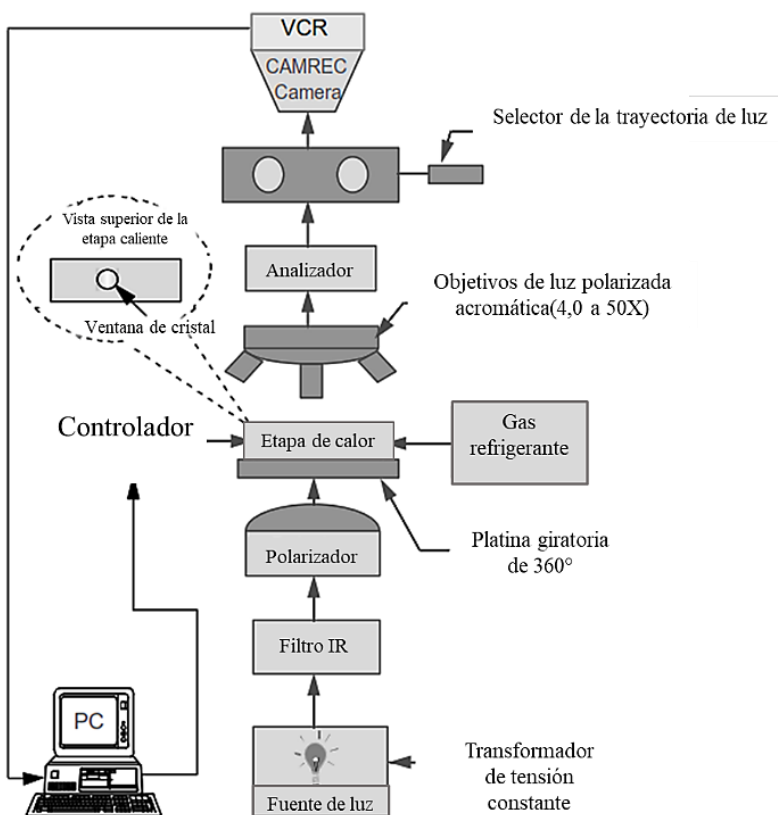 VCR
CAMREC
Camera
Selector de la trayectoria de luz
Vista superior de la
etapa caliente
Ventana de cristal
Analizador
Objetivos de luz polarizada
acromática(4,0 a 50X)
Controlador
Etapa de calor
Gas
refrigerante
Platina giratoria
de 360°
Polarizador
Filtro IR
PC
Fuente de luz
Transformador
de tensión
constante